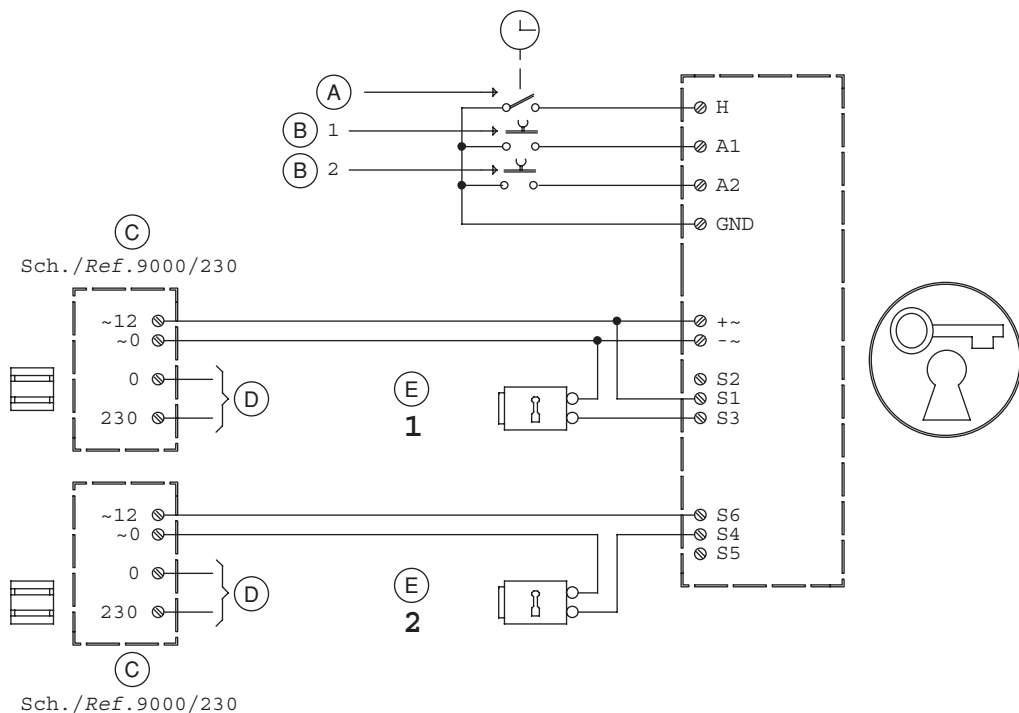 A
H
B 1
A1
B 2
A2
GND
C
Sch./Ref.9000/230
~12
+~
~0
-~
0
D
E
S2
1
S1
230
S3
~12
S6
~0
S4
S5
0
D
E
230
2
C
Sch./Ref.9000/230